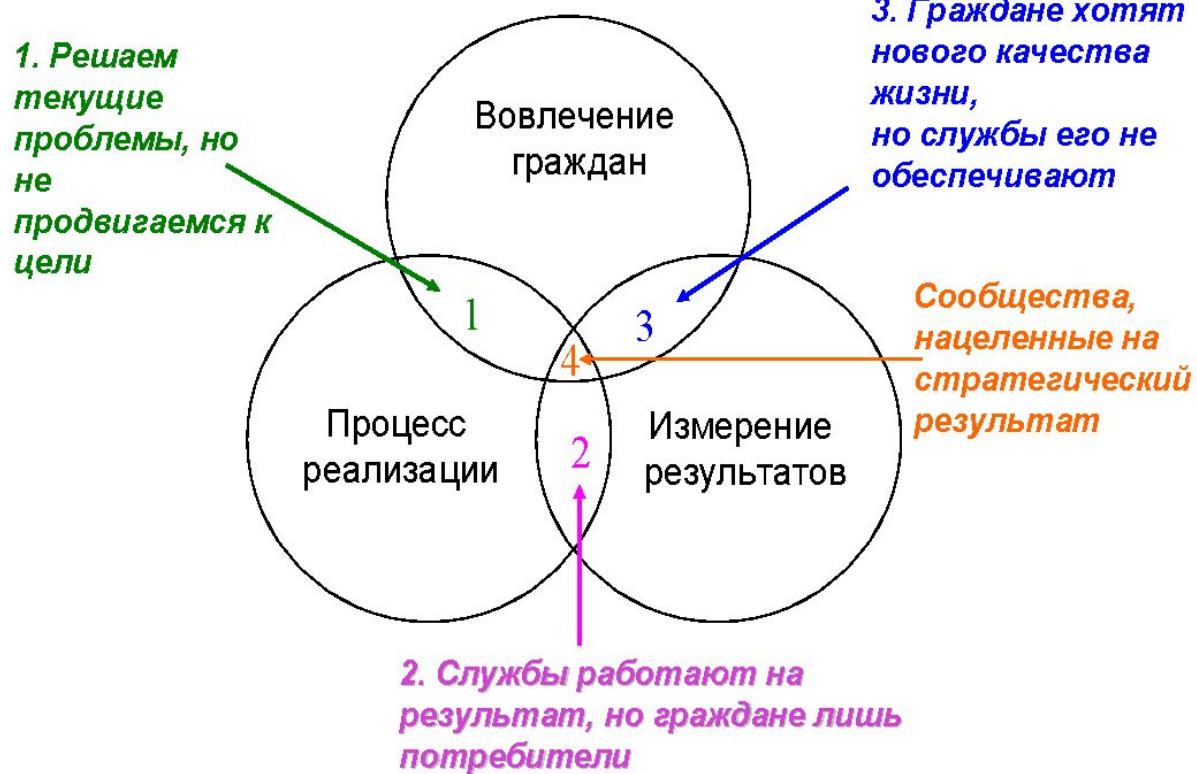 1. Решаем
текущие
проблемы, но
не
продвигаемся к
цели
Вовлечение
граждан
3. Граждане хотят
нового качества
жизни,
но службы его не
обеспечивают
1
3
4
Сообщества,
нацеленные на
стратегический
результат
Процесс
реализации
2
Измерение
результатов
2. Службы работают на
результат, но граждане лишь
потребители